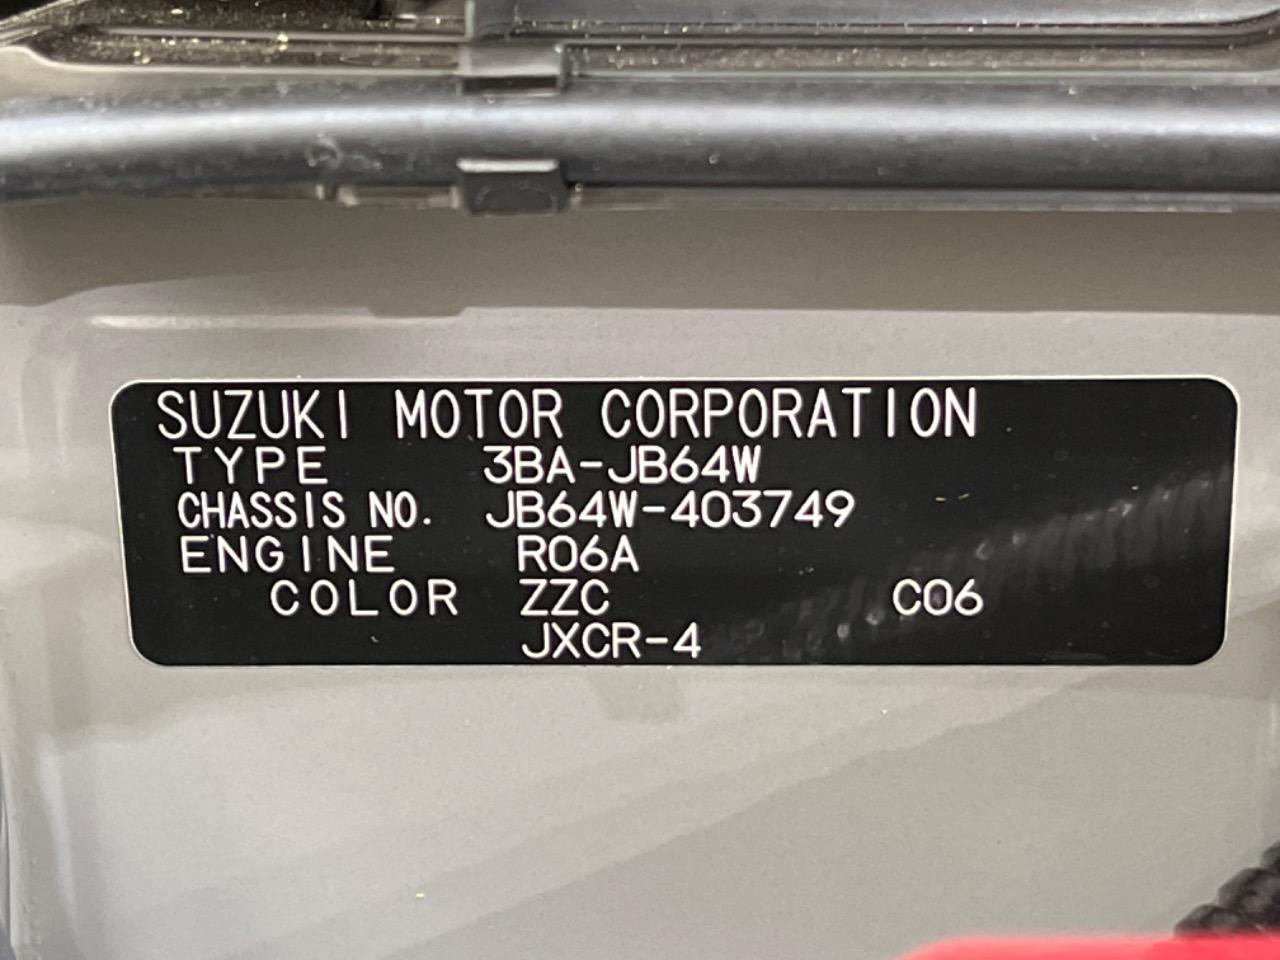 SUZUKI MOTOR CORPORATION
TYPE 3BA-JB64W
CHASSIS NO. JB64W-403749
ENGINE R06A
COLOR ZZC C06
JXCR-4